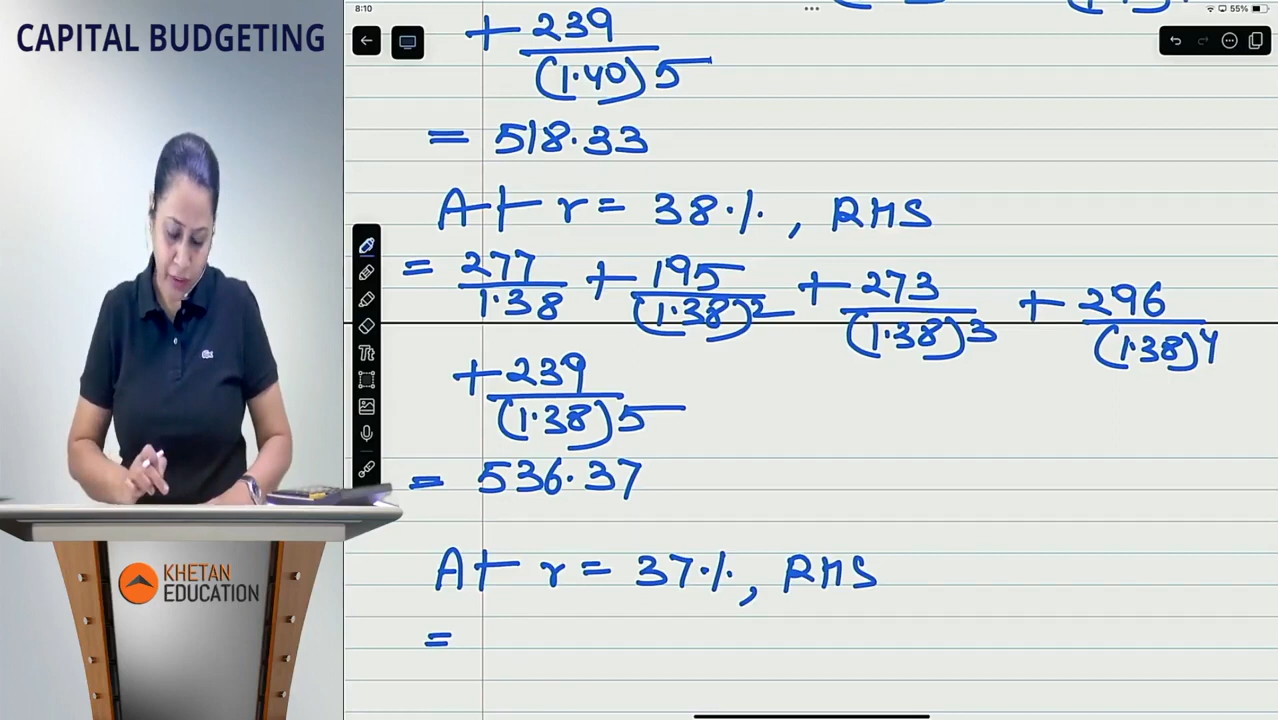 CAPITAL BUDGETING
8:10
55%
+ 239
(1.40)5
= 518.33
At r = 38%, RHS
= 277 + 195 + 273 + 296
1.38 (1.38)2 (1.38)3 (1.38)4
+ 239
(1.38)5
= 536.37
At r = 37%, RHS
=
Tt
KHETAN
EDUCATION